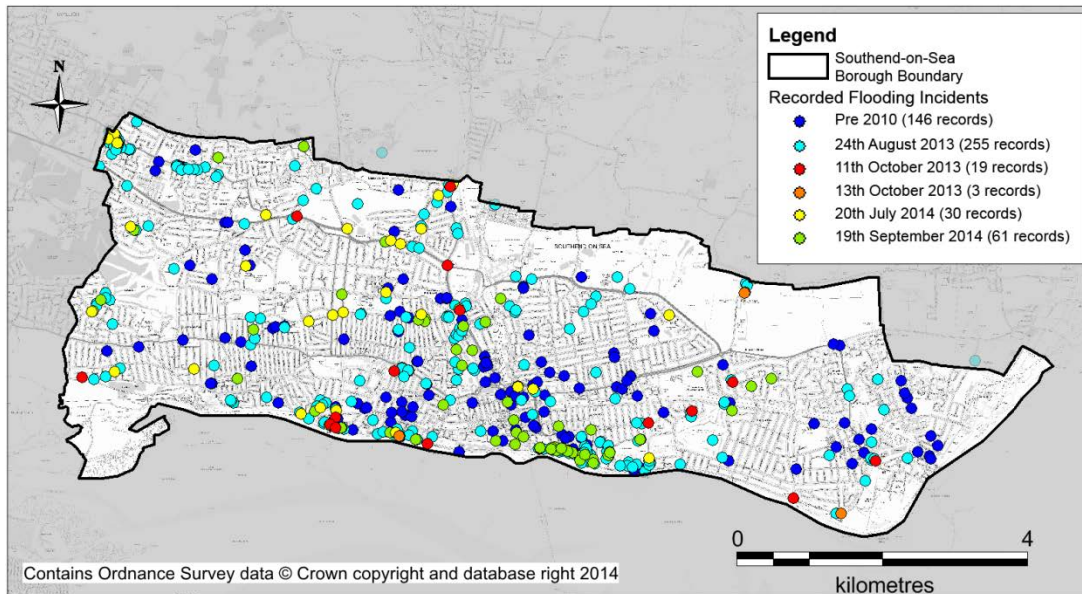 N
Legend
Southend-on-Sea
Borough Boundary
Recorded Flooding Incidents
Pre 2010 (146 records)
24th August 2013 (255 records)
11th October 2013 (19 records)
13th October 2013 (3 records)
20th July 2014 (30 records)
19th September 2014 (61 records)
SOUTHEND-ON-SEA
0
4
kilometres
Contains Ordnance Survey data © Crown copyright and database right 2014